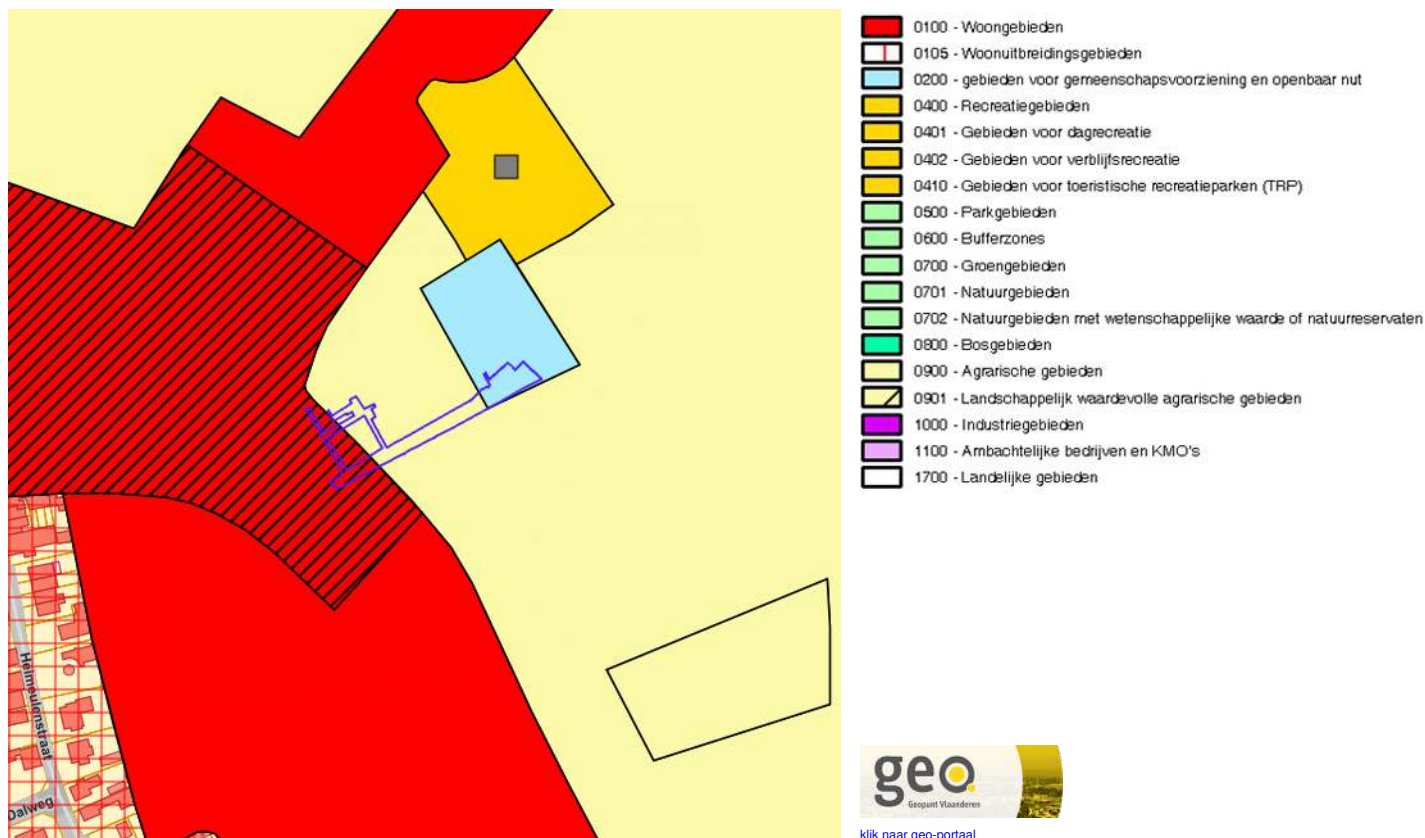 0100 - Woongebieden
0105 - Woonuitbreidingsgebieden
0200 - gebieden voor gemeenschapsvoorziening en openbaar nut
0400 - Recreatiegebieden
0401 - Gebieden voor dagrecreatie
0402 - Gebieden voor verblijfsrecreatie
0410 - Gebieden voor toeristische recreatieparken (TRP)
0500 - Parkgebieden
0600 - Bufferzones
0700 - Groengebieden
0701 - Natuurgebieden
0702 - Natuurgebieden met wetenschappelijke waarde of natuurreservaten
0800 - Bosgebieden
0900 - Agrarische gebieden
0901 - Landschappelijk waardevolle agrarische gebieden
1000 - Industriegebieden
1100 - Ambachtelijke bedrijven en KMO's
1700 - Landelijke gebieden
Heimeulenstraat
Dalweg
geo
Geopunt Vlaanderen
klik naar geo-portaal